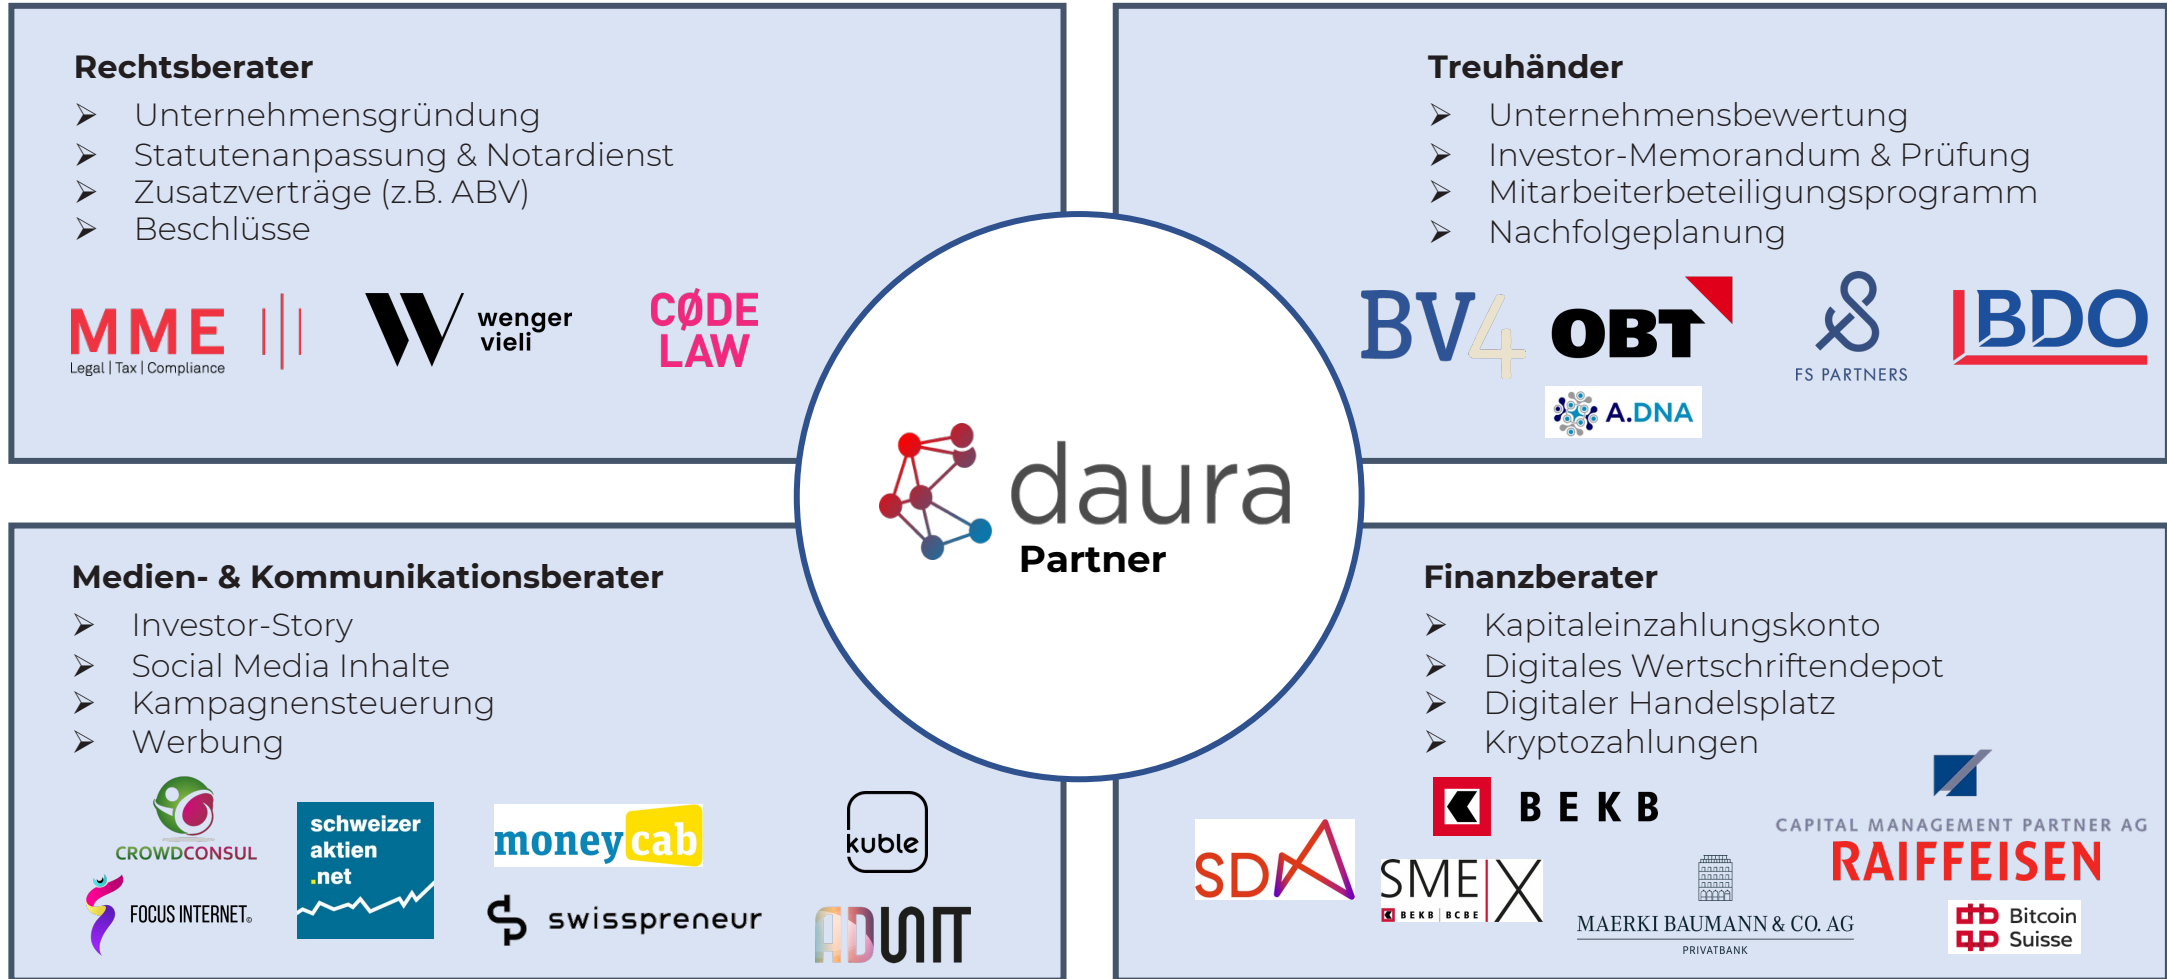 Rechtsberater
Unternehmensgründung
Statutenanpassung & Notardienst
Zusatzverträge (z.B. ABV)
Beschlüsse
MME
Legal | Tax | Compliance
wenger
vieli
CØDE
LAW
Treuhänder
Unternehmensbewertung
Investor-Memorandum & Prüfung
Mitarbeiterbeteiligungsprogramm
Nachfolgeplanung
BV4
OBT
FS PARTNERS
BDO
A.DNA
daura
Partner
Medien- & Kommunikationsberater
Investor-Story
Social Media Inhalte
Kampagnensteuerung
Werbung
CROWDCONSUL
FOCUS INTERNET
schweizer
aktien
.net
moneycab
swisspreneur
kuble
ADUNIT
Finanzberater
Kapitaleinzahlungskonto
Digitales Wertschriftendepot
Digitaler Handelsplatz
Kryptozahlungen
BEKB
CAPITAL MANAGEMENT PARTNER AG
SDX
SME|X
BEKB | BCBE
RAIFFEISEN
MAERKI BAUMANN & CO. AG
PRIVATBANK
Bitcoin
Suisse